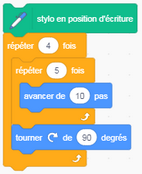 stylo en position d'écriture
répéter 4 fois
répéter 5 fois
avancer de 10 pas
tourner de 90 degrés